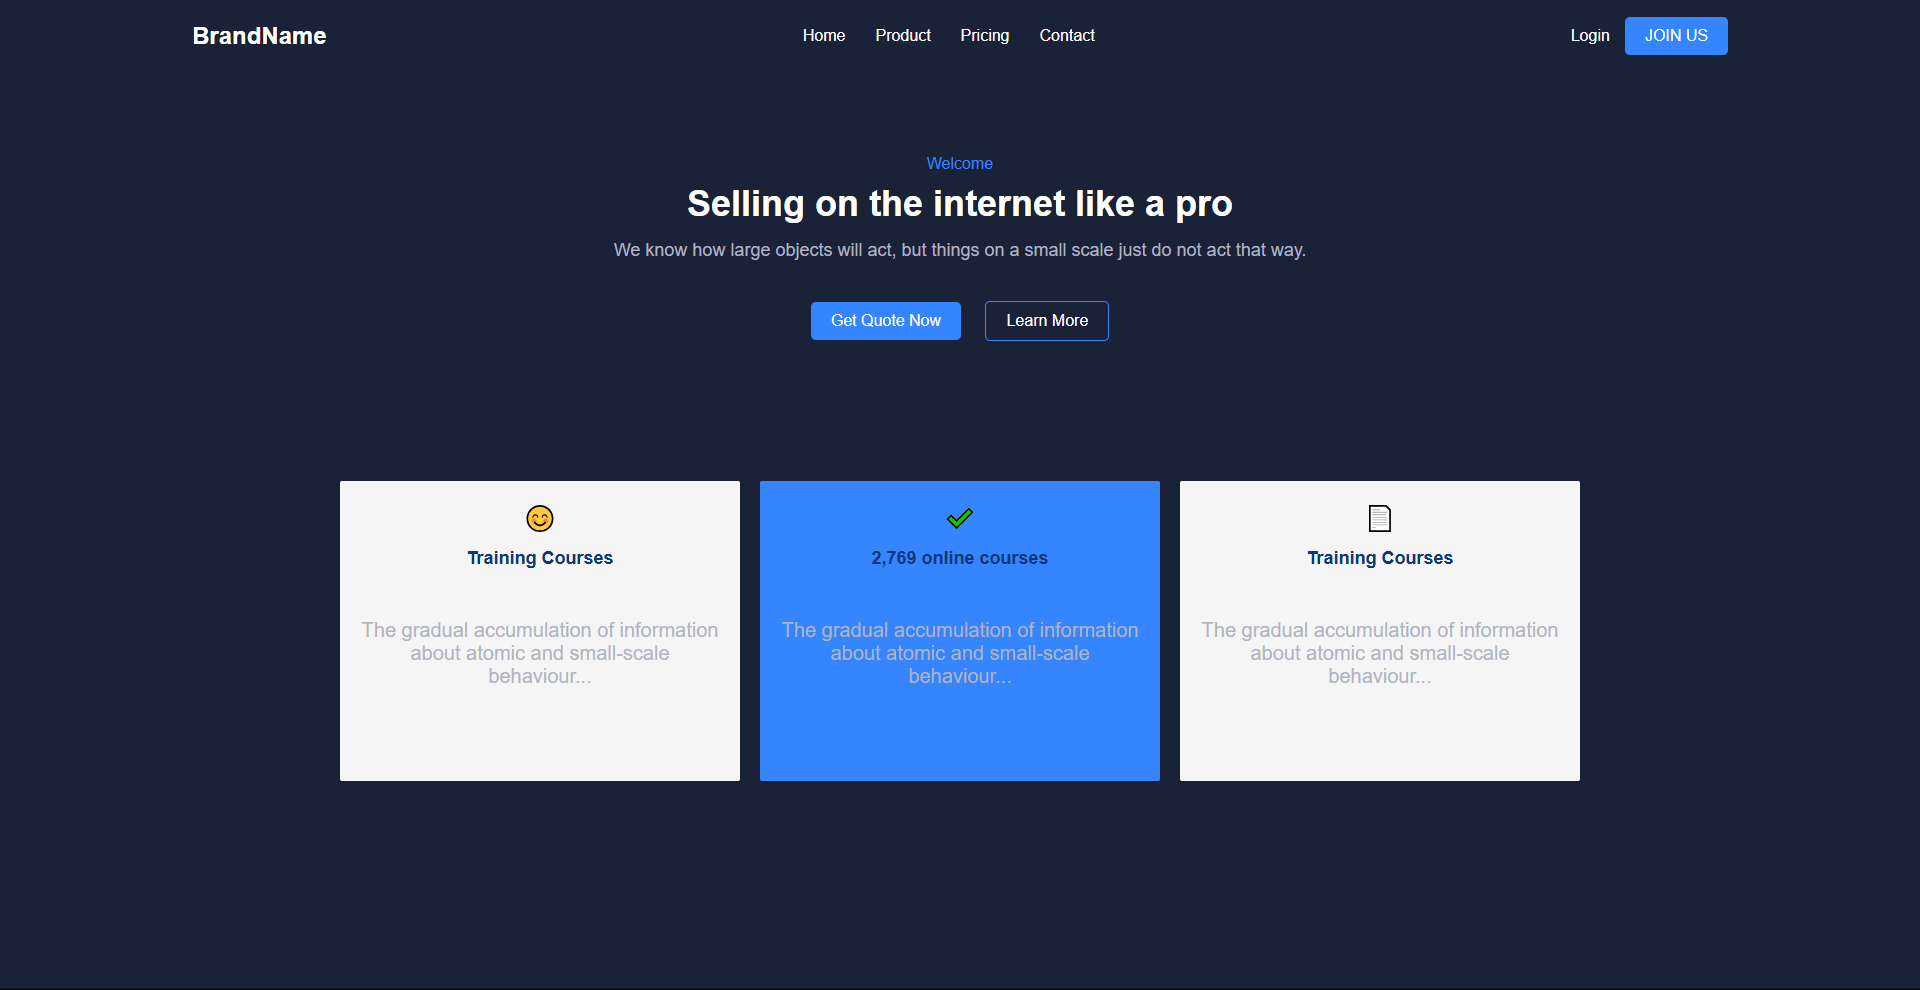 BrandName
Home Product Pricing Contact
Login JOIN US
Welcome
Selling on the internet like a pro
We know how large objects will act, but things on a small scale just do not act that way.
Get Quote Now Learn More
Training Courses
The gradual accumulation of information
about atomic and small-scale
behaviour...
2,769 online courses
The gradual accumulation of information
about atomic and small-scale
behaviour...
Training Courses
The gradual accumulation of information
about atomic and small-scale
behaviour...